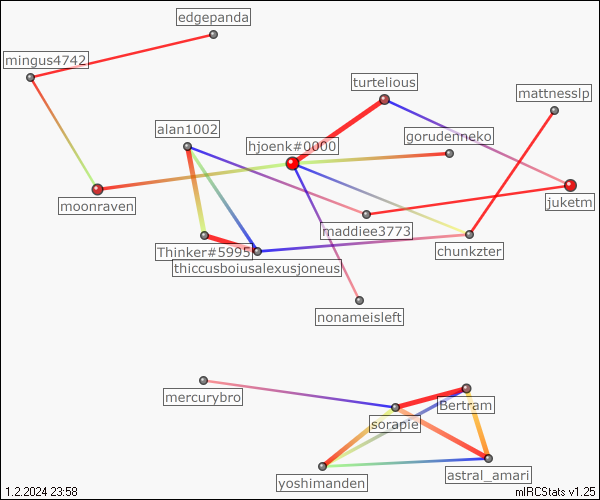 edgepanda
mingus4742
turtelious
mattnesslp
alan1002
gorudenneko
hjoenk#0000
moonraven
juketm
maddiee3773
Thinker#5995
chunkzter
thiccusboiusalexusjoneus
nonameisleft
mercurybro
Bertram
sorapie
astral_amari
yoshimanden
1.2.2024 23:58
mIRCStats v1.25